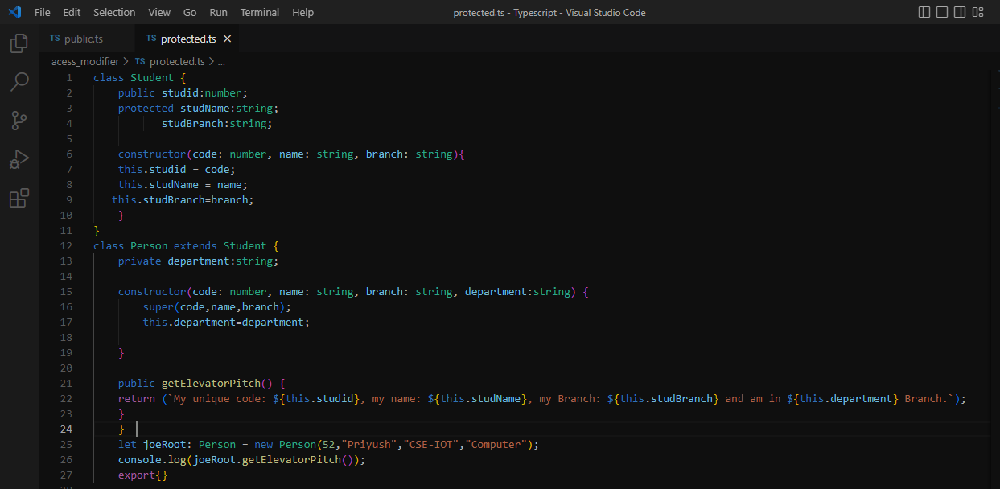 File Edit Selection View Go Run Terminal Help protected.ts - Typescript - Visual Studio Code
TS public.ts TS protected.ts ×
acess_modifier > TS protected.ts > ...
1 class Student {
2 public studid:number;
3 protected studName:string;
4 studBranch:string;
5
6 constructor(code: number, name: string, branch: string){
7 this.studid = code;
8 this.studName = name;
9 this.studBranch=branch;
10 }
11 }
12 class Person extends Student {
13 private department:string;
14
15 constructor(code: number, name: string, branch: string, department:string) {
16 super(code,name,branch);
17 this.department=department;
18
19 }
20
21 public getElevatorPitch() {
22 return (`My unique code: ${this.studid}, my name: ${this.studName}, my Branch: ${this.studBranch} and am in ${this.department} Branch.`);
23 }
24 }
25 let joeRoot: Person = new Person(52,"Priyush","CSE-IOT","Computer");
26 console.log(joeRoot.getElevatorPitch());
27 export{}
28